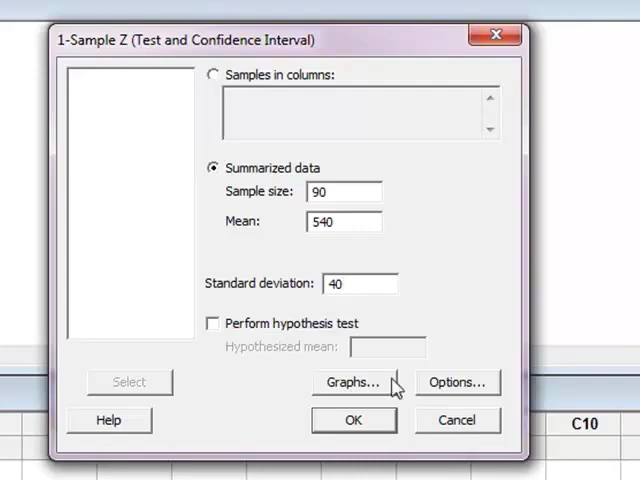 1-Sample Z (Test and Confidence Interval)
Samples in columns:
Summarized data
Sample size: 90
Mean: 540
Standard deviation: 40
Perform hypothesis test
Hypothesized mean:
Select
Graphs...
Options...
Help
OK
Cancel
C10